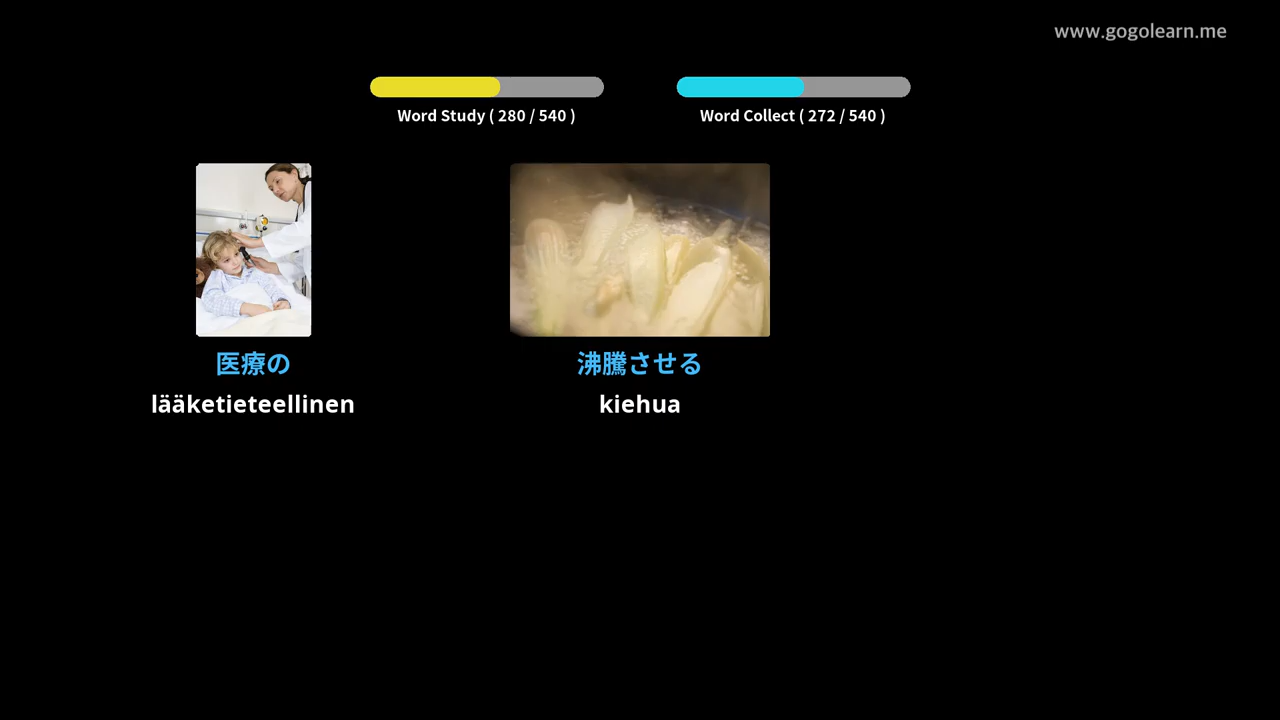 www.gogolearn.me
Word Study ( 280 / 540 )
Word Collect ( 272 / 540 )
医療の
沸騰させる
lääketieteellinen
kiehua